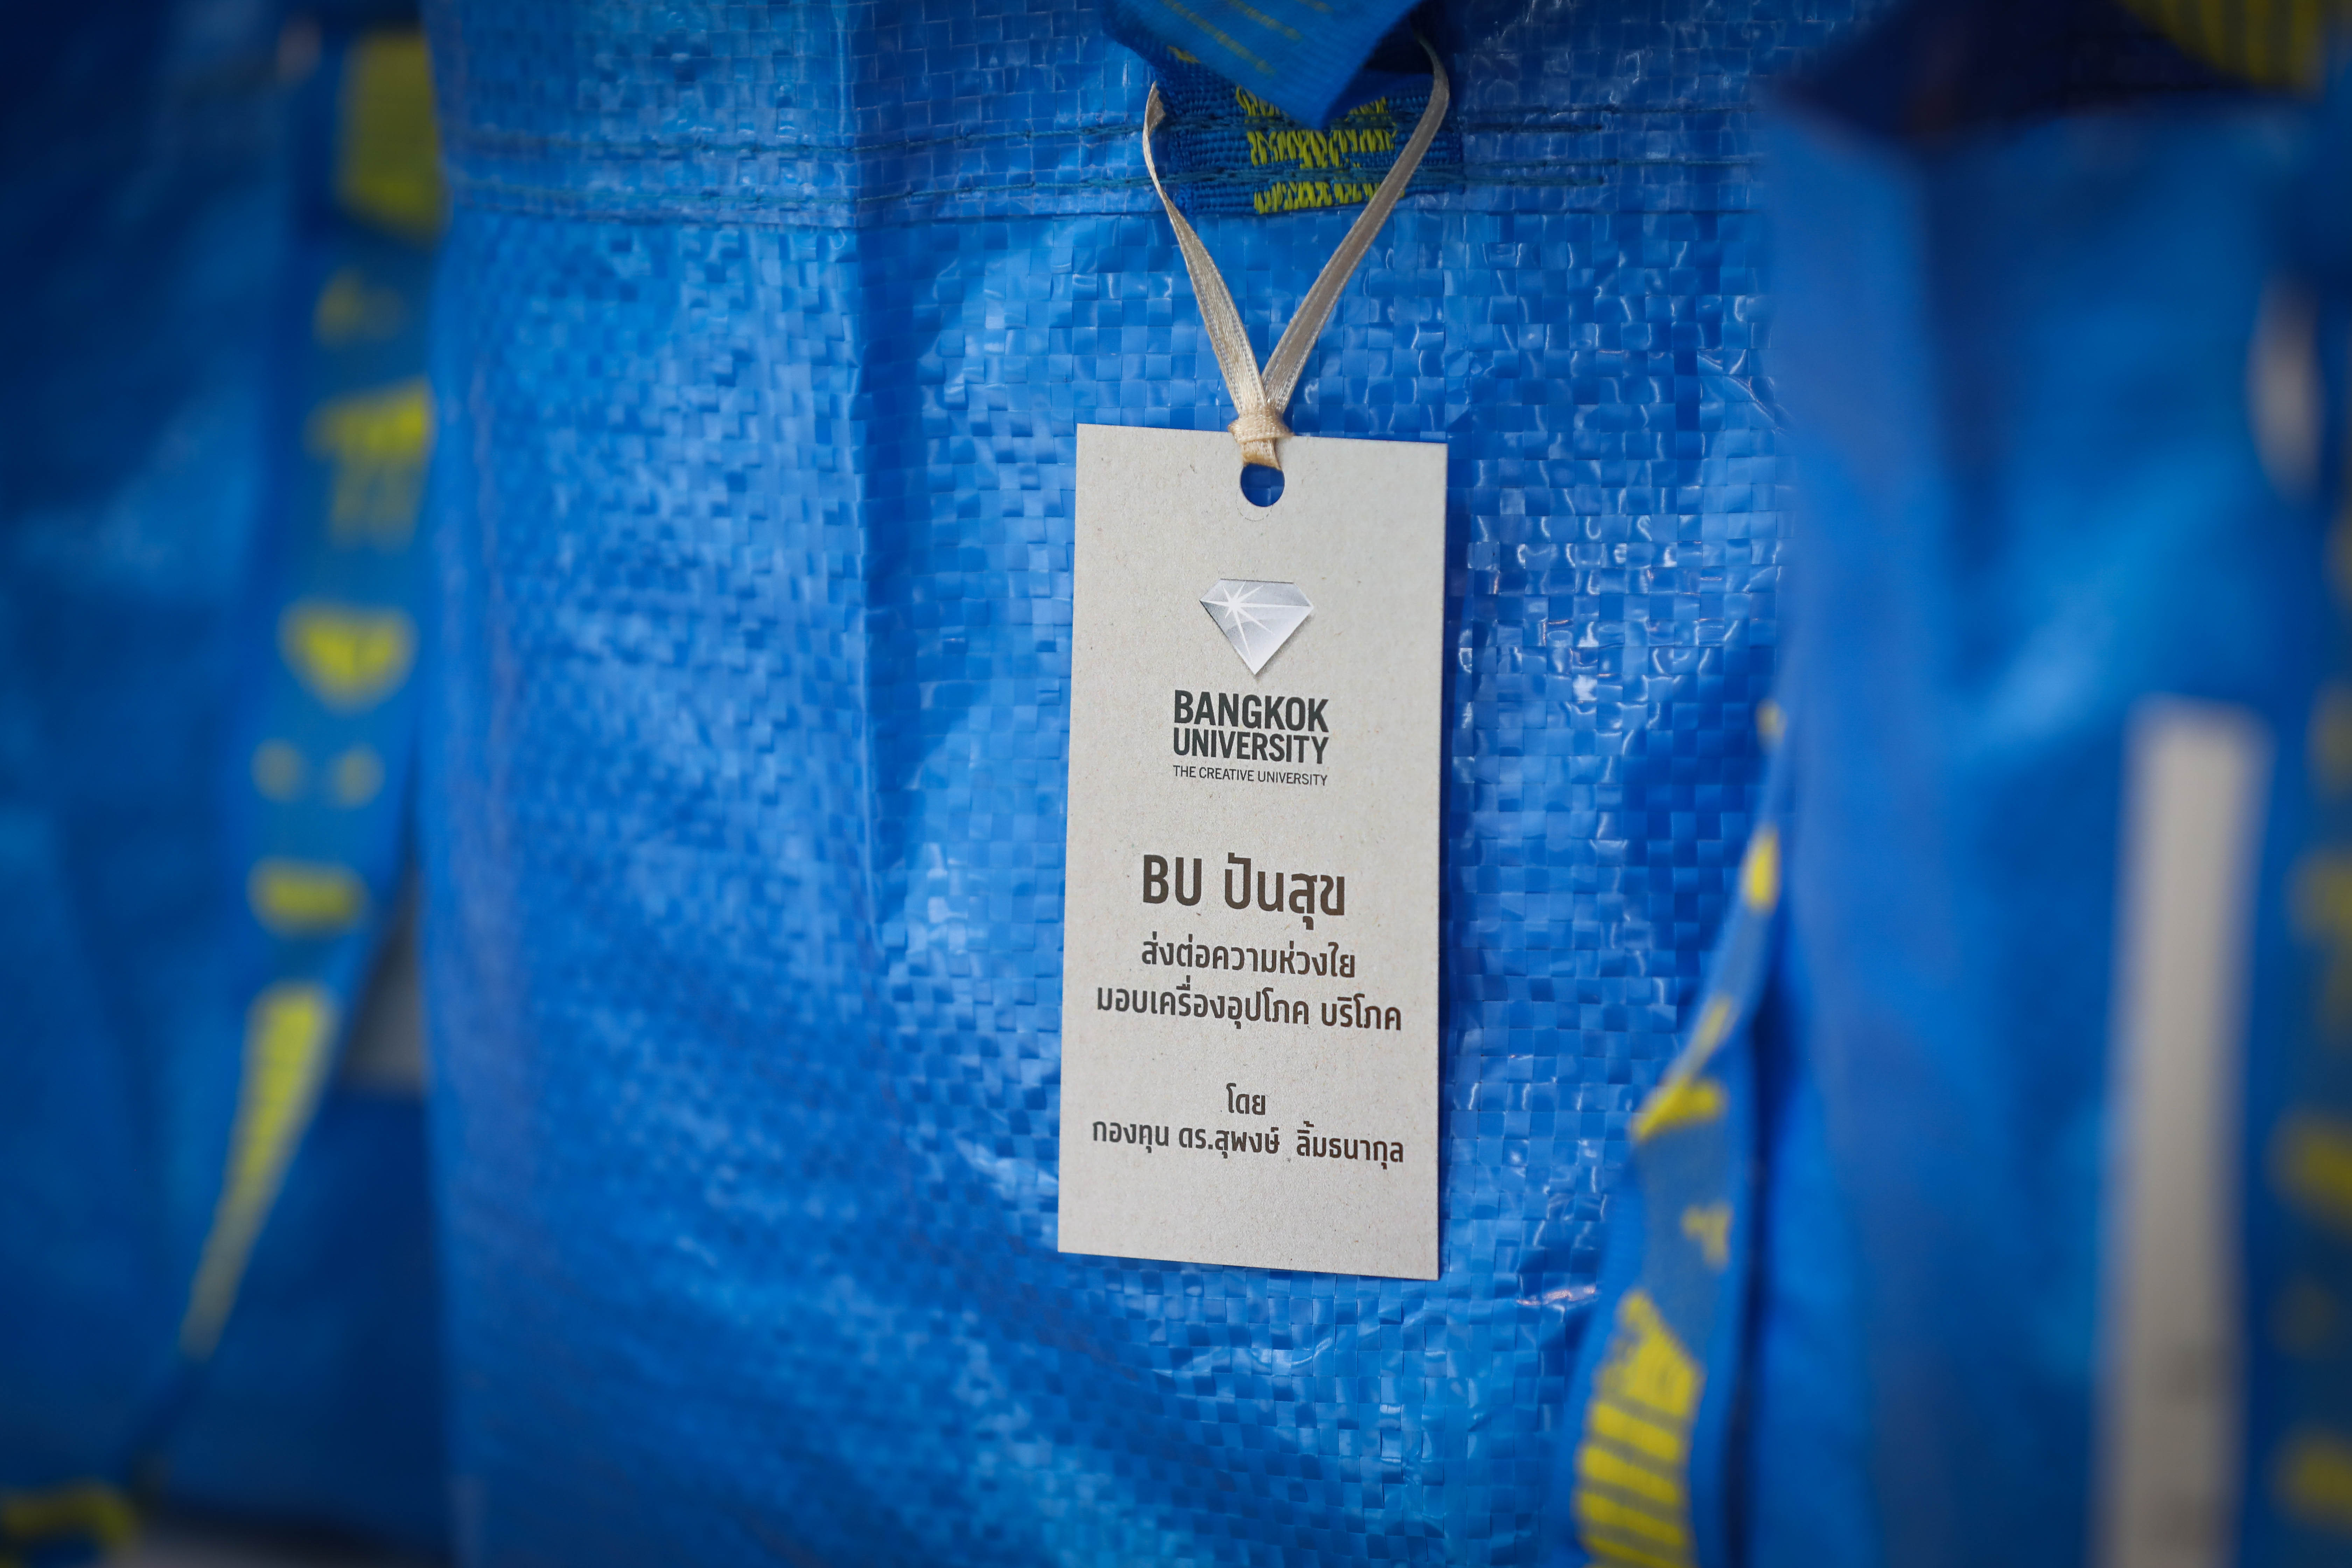 BANGKOK
UNIVERSITY
THE CREATIVE UNIVERSITY
BU ปันสุข
ส่งต่อความห่วงใย
มอบเครื่องอุปโภค บริโภค
โดย
กองทุน ดร.สุพงษ์ ลิ้มธนากุล